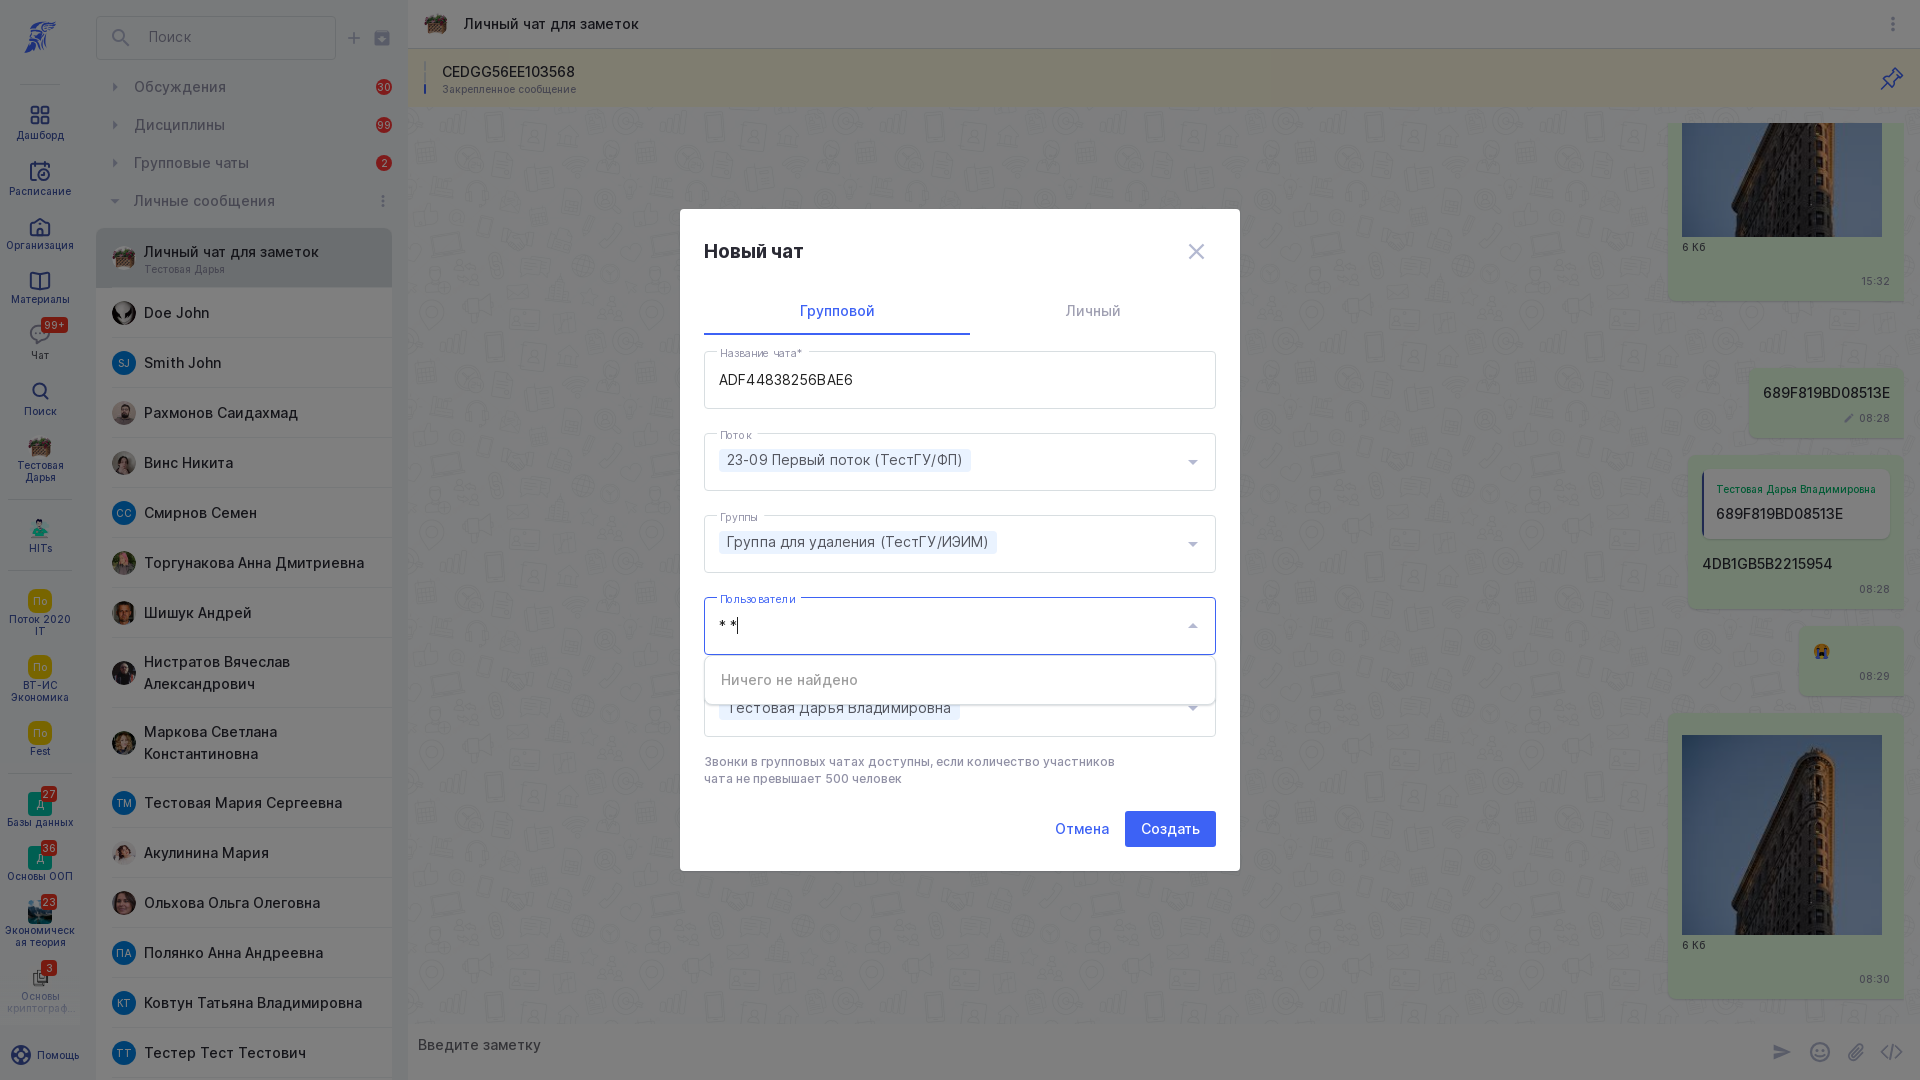 Поиск
Обсуждения
30
Дисциплины
99
Групповые чаты
2
Личные сообщения
Личный чат для заметок
Тестовая Дарья
Doe John
SJ
Smith John
Рахмонов Саидахмад
Винс Никита
СС
Смирнов Семен
Торгунакова Анна Дмитриевна
Шишук Андрей
Нистратов Вячеслав
Александрович
Маркова Светлана
Константиновна
ТМ
Тестовая Мария Сергеевна
Акулинина Мария
Ольхова Ольга Олеговна
ПА
Полянко Анна Андреевна
КТ
Ковтун Татьяна Владимировна
ТТ
Тестер Тест Тестович
Дашборд
Расписание
Организация
Материалы
99+
Чат
Поиск
Тестовая
Дарья
HITs
По
Поток 2020
IT
По
ВТ-ИС
Экономика
По
Fest
27
Д
Базы данных
36
Д
Основы ООП
23
Экономическ
ая теория
3
Основы
криптограф...
Помощь
Личный чат для заметок
CEDGG56EE103568
Закрепленное сообщение
6 Кб
15:32
689F819BD08513E
08:28
Тестовая Дарья Владимировна
689F819BD08513E
4DB1GB5B2215954
08:28
08:29
6 Кб
08:30
Введите заметку
Новый чат
Групповой
Личный
Название чата*
ADF44838256BAE6
Поток
23-09 Первый поток (ТестГУ/ФП)
Группы
Группа для удаления (ТестГУ/ИЭИМ)
Пользователи
* *
Ничего не найдено
Тестовая Дарья Владимировна
Звонки в групповых чатах доступны, если количество участников
чата не превышает 500 человек
Отмена
Создать